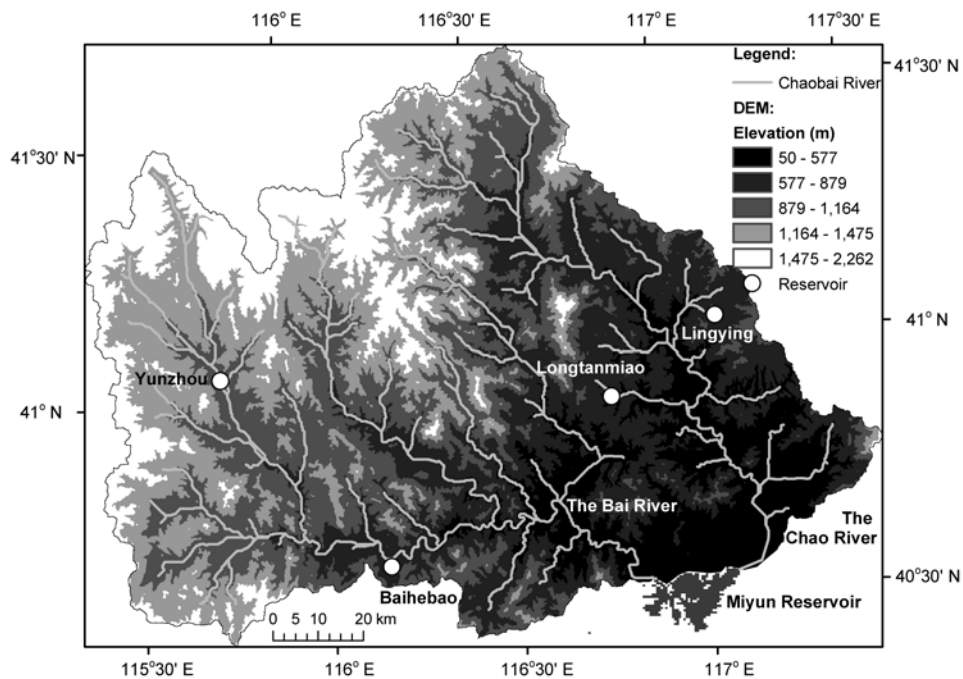 116° E 116°30' E 117° E 117°30' E
Legend:
Chaobai River
DEM:
Elevation (m)
50 - 577
577 - 879
879 - 1,164
1,164 - 1,475
1,475 - 2,262
Reservoir
41°30' N
41°30' N
41° N
Lingying
Longtanmiao
Yunzhou
41° N
The Bai River
The
Chao River
40°30' N
Baihebao
Miyun Reservoir
0 5 10 20 km
115°30' E 116° E 116°30' E 117° E